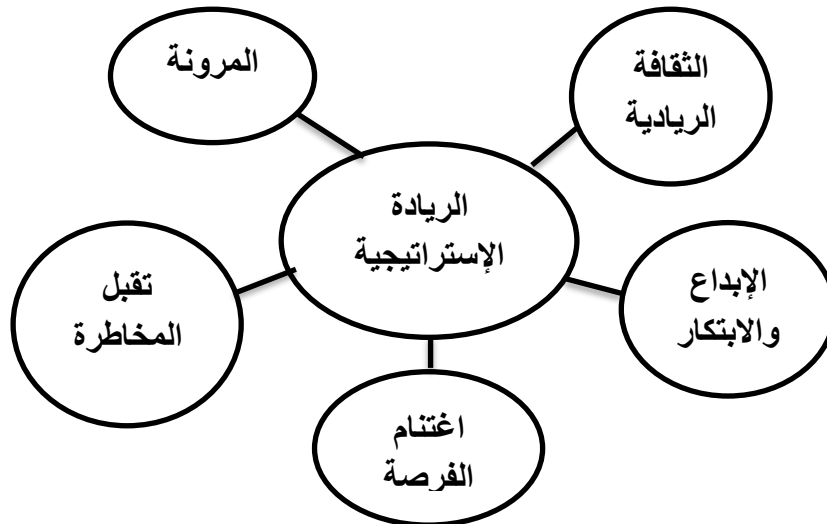 الثقافة
الريادية
المرونة
الريادة
الإستراتيجية
الإبداع
والابتكار
تقبل
المخاطرة
اغتنام
الفرصة